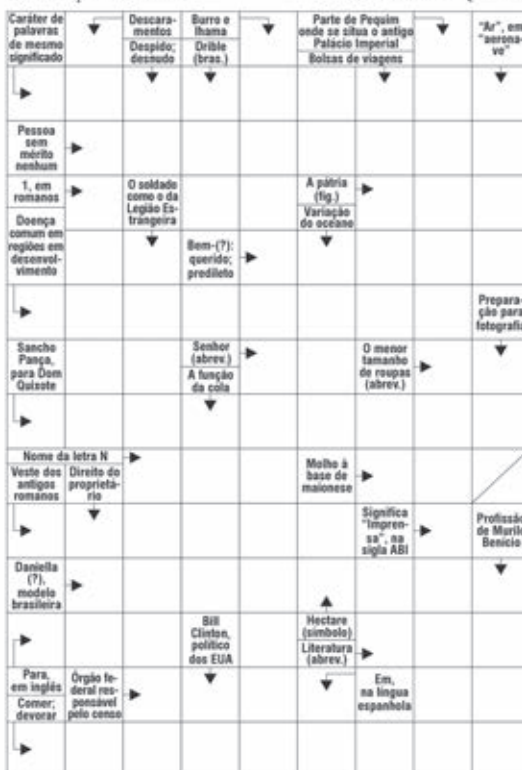 Caráter de
palavras
de mesmo
significado
Descara-
mentos
Despido;
desnudo
Burro e
lhama
Drible
(bras.)
Parte de Pequim
onde se situa o antigo
Palácio Imperial
Bolsas de viagens
"Ar", em
"aerona-
ve"
Pessoa
sem
mérito
nenhum
1, em
romanos
Doença
comum em
regiões em
desenvol-
vimento
O soldado
como o da
Legião Es-
trangeira
A pátria
(fig.)
Variação
do oceano
Bem-(?):
querido;
predileto
Prepara-
ção para
fotografia
Sancho
Pança,
para Dom
Quixote
Senhor
(abrev.)
A função
da cola
O menor
tamanho
de roupas
(abrev.)
Nome da letra N
Veste dos
antigos
romanos
Direito do
proprietá-
rio
Molho à
base de
maionese
Significa
"Impren-
sa", na
sigla ABI
Profissão
de Murilo
Benício
Daniella
(?),
modelo
brasileira
Bill
Clinton,
político
dos EUA
Hectare
(símbolo)
Literatura
(abrev.)
Para,
em inglês
Comer;
devorar
Órgão fe-
deral res-
ponsável
pelo censo
Em,
na língua
espanhola